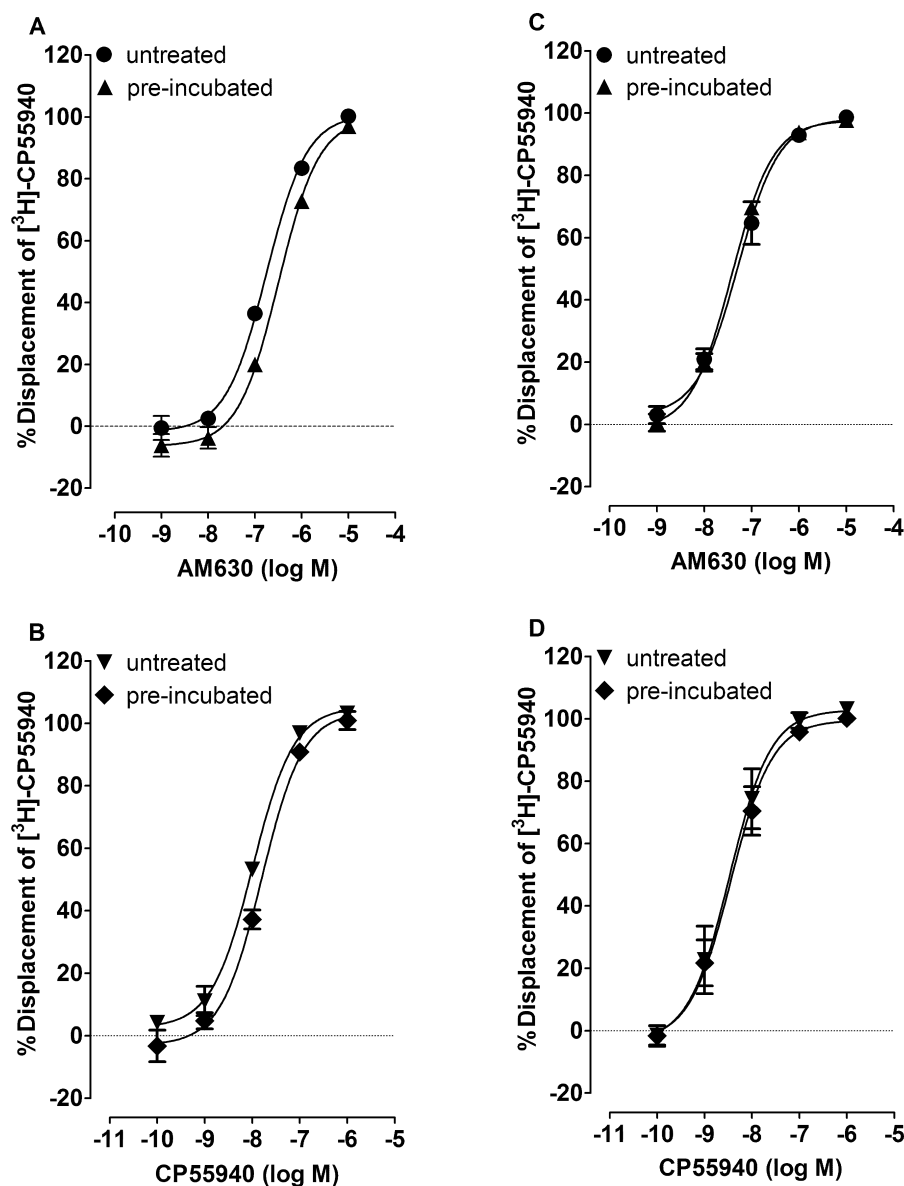 A
untreated
pre-incubated
120
100
80
60
40
20
0
-20
% Displacement of [³H]-CP55940
-10 -9 -8 -7 -6 -5 -4
AM630 (log M)
C
untreated
pre-incubated
120
100
80
60
40
20
0
-20
% Displacement of [³H]-CP55940
-10 -9 -8 -7 -6 -5 -4
AM630 (log M)
B
untreated
pre-incubated
120
100
80
60
40
20
0
-20
% Displacement of [³H]-CP55940
-11 -10 -9 -8 -7 -6 -5
CP55940 (log M)
D
untreated
pre-incubated
120
100
80
60
40
20
0
-20
% Displacement of [³H]-CP55940
-11 -10 -9 -8 -7 -6 -5
CP55940 (log M)